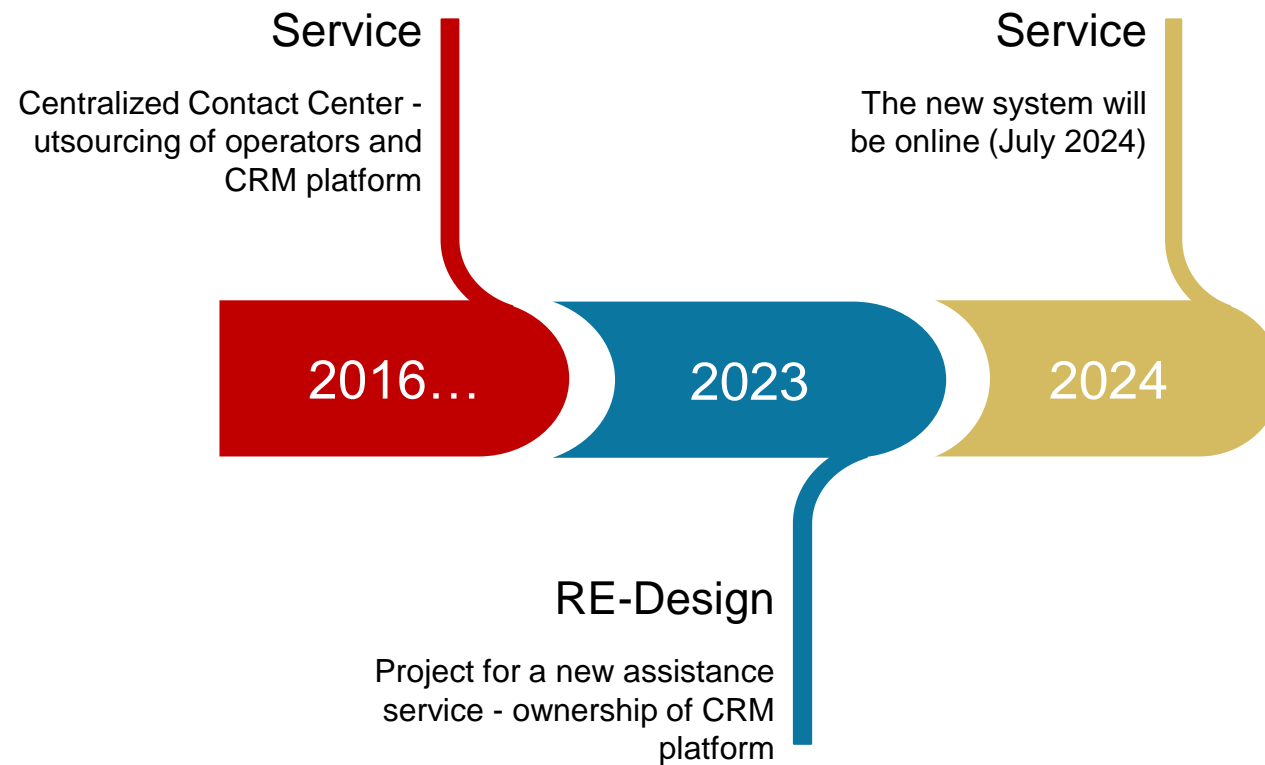 Service
Centralized Contact Center -
utsourcing of operators and
CRM platform
Service
The new system will
be online (July 2024)
2016…
2023
2024
RE-Design
Project for a new assistance
service - ownership of CRM
platform